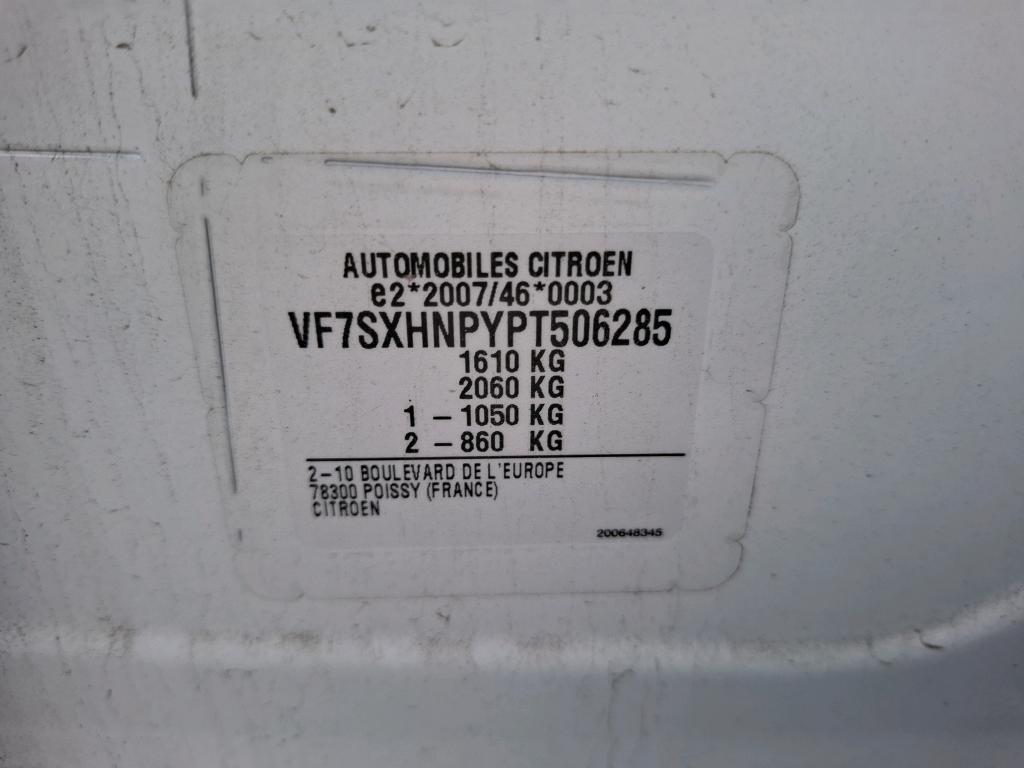 AUTOMOBILES CITROEN
e2*2007/46*0003
VF7SXHNPYPT506285
1610 KG
2060 KG
1 - 1050 KG
2 - 860 KG
2-10 BOULEVARD DE L'EUROPE
78300 POISSY (FRANCE)
CITROEN
200648345